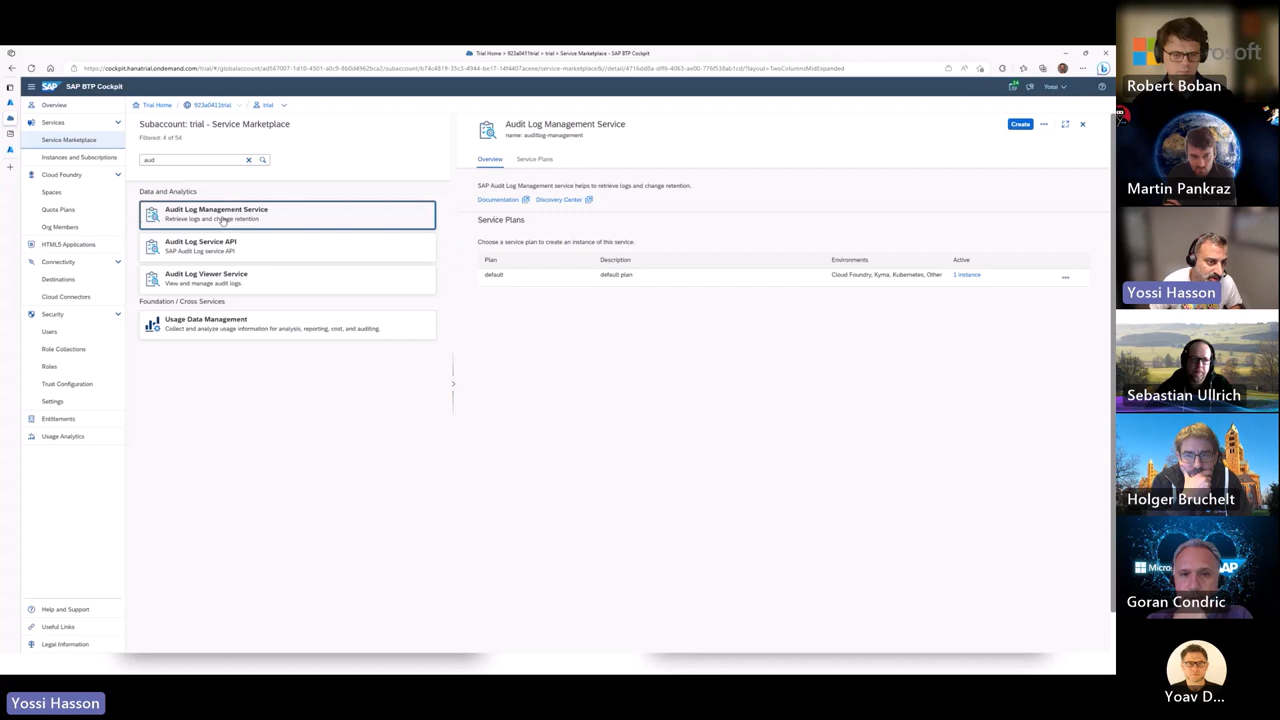 Trial Home > 923a0411trial > trial > Service Marketplace - SAP BTP Cockpit
SAP BTP Cockpit
Yossi
Overview
Services
Service Marketplace
Instances and Subscriptions
Cloud Foundry
Spaces
Quota Plans
Org Members
HTML5 Applications
Connectivity
Destinations
Cloud Connectors
Security
Users
Role Collections
Roles
Trust Configuration
Settings
Entitlements
Usage Analytics
Help and Support
Useful Links
Legal Information
Trial Home / 923a0411trial / trial
Subaccount: trial - Service Marketplace
Filtered: 4 of 54
aud
Data and Analytics
Audit Log Management Service
Retrieve logs and change retention
Audit Log Service API
SAP Audit Log service API
Audit Log Viewer Service
View and manage audit logs.
Foundation / Cross Services
Usage Data Management
Collect and analyze usage information for analysis, reporting, cost, and auditing.
Audit Log Management Service
name: auditlog-management
Create
Overview Service Plans
SAP Audit Log Management service helps to retrieve logs and change retention.
Documentation Discovery Center
Service Plans
Choose a service plan to create an instance of this service.
Plan Description Environments Active
default default plan Cloud Foundry, Kyma, Kubernetes, Other 1 instance
Robert Boban
Martin Pankraz
Yossi Hasson
Sebastian Ullrich
Holger Bruchelt
SAP
Goran Condric
Yoav D...
Yossi Hasson